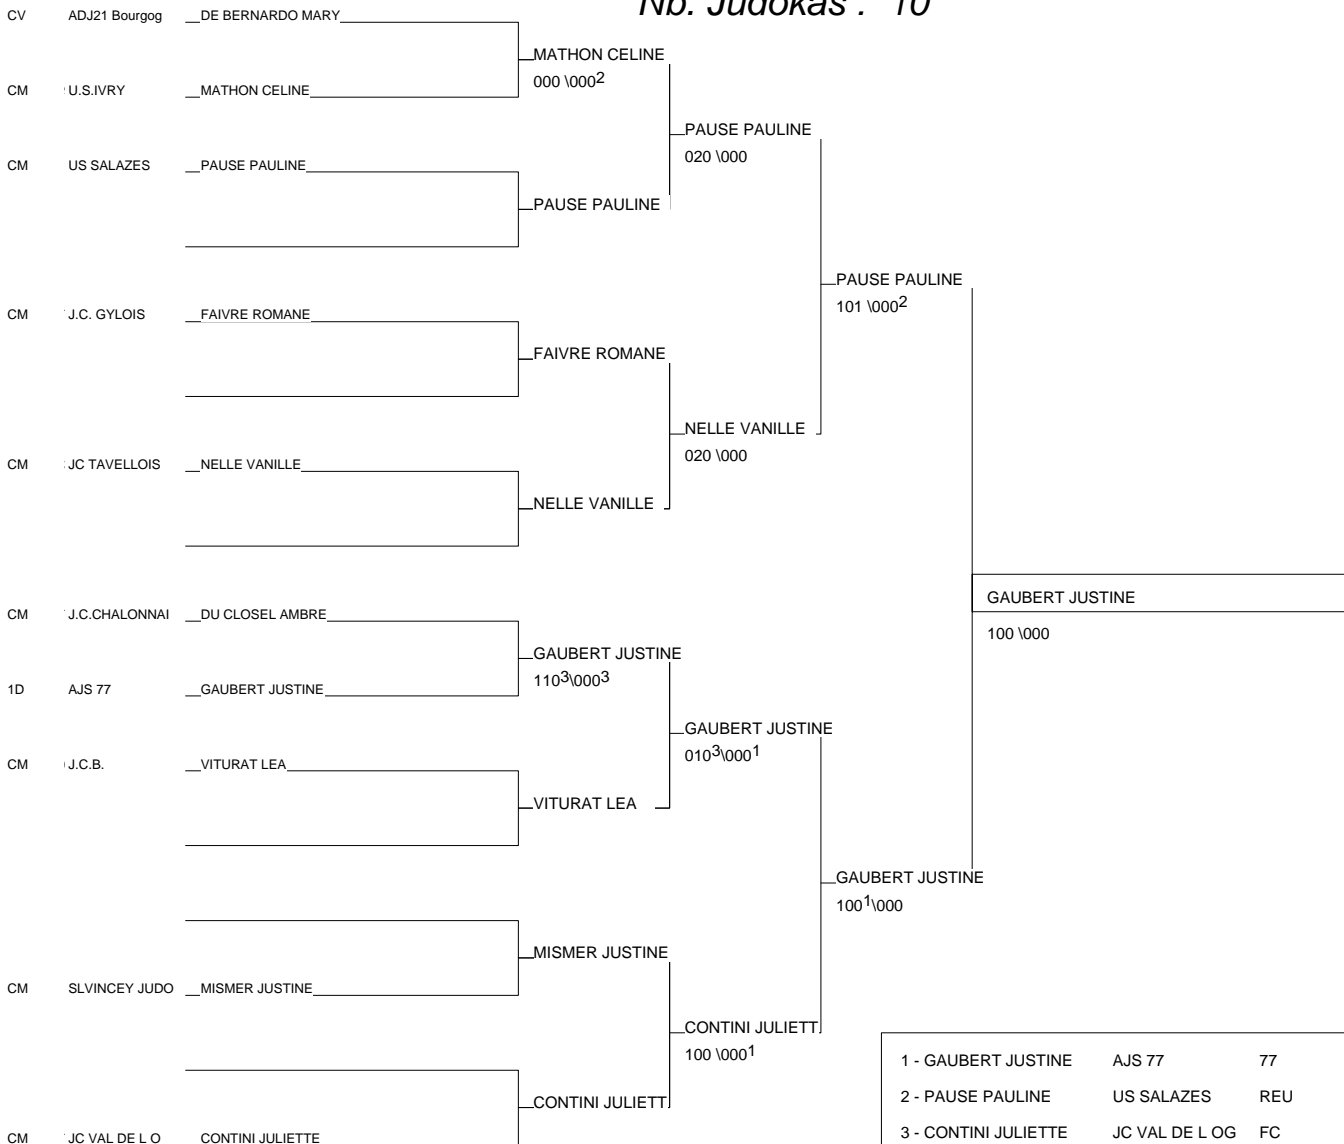 Nb. Judokas : 10
CV ADJ21 Bourgog DE BERNARDO MARY
MATHON CELINE
000 \000²
CM U.S.IVRY MATHON CELINE
PAUSE PAULINE
020 \000
CM US SALAZES PAUSE PAULINE
PAUSE PAULINE
PAUSE PAULINE
101 \000²
CM J.C. GYLOIS FAIVRE ROMANE
FAIVRE ROMANE
NELLE VANILLE
020 \000
CM JC TAVELLOIS NELLE VANILLE
NELLE VANILLE
GAUBERT JUSTINE
100 \000
CM J.C.CHALONNAI DU CLOSEL AMBRE
GAUBERT JUSTINE
110³\000³
1D AJS 77 GAUBERT JUSTINE
GAUBERT JUSTINE
010³\000¹
CM J.C.B. VITURAT LEA
VITURAT LEA
GAUBERT JUSTINE
100¹\000
MISMER JUSTINE
CM SLVINCEY JUDO MISMER JUSTINE
CONTINI JULIETT
100 \000¹
CONTINI JULIETT
CM JC VAL DE L O CONTINI JULIETTE
1 - GAUBERT JUSTINE AJS 77 77
2 - PAUSE PAULINE US SALAZES REU
3 - CONTINI JULIETTE JC VAL DE L OG FC